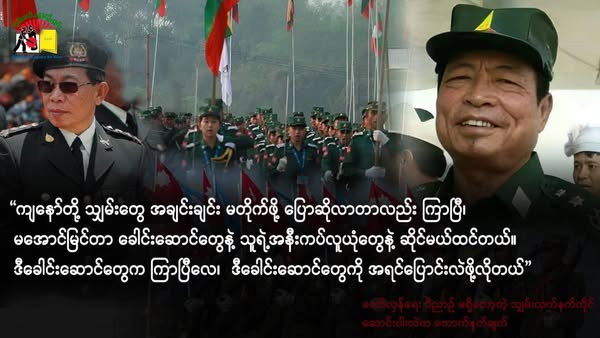 “ကျနော်တို့ သျှမ်းတွေ အချင်းချင်း မတိုက်ဖို့ ပြောဆိုလာတာလည်း ကြာပြီ၊
မအောင်မြင်တာ ခေါင်းဆောင်တွေနဲ့ သူရဲ့အနီးကပ်လူယုံတွေနဲ့ ဆိုင်မယ်ထင်တယ်။
ဒီခေါင်းဆောင်တွေက ကြာပြီလေ၊ ဒီခေါင်းဆောင်တွေကို အရင်ပြောင်းလဲဖို့လိုတယ်”